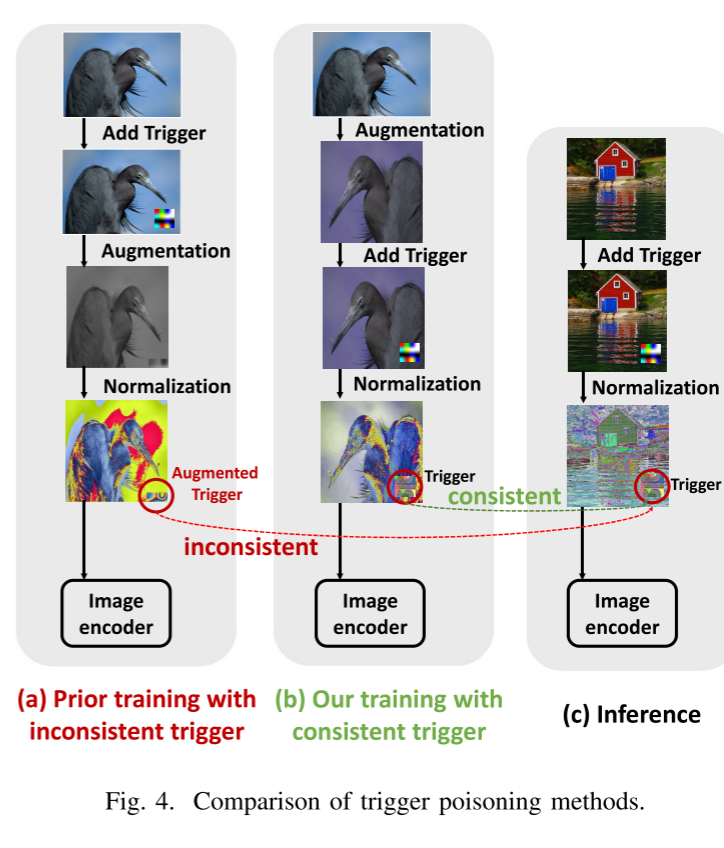 Add Trigger
Augmentation
Normalization
Augmented
Trigger
inconsistent
Image
encoder
(a) Prior training with
inconsistent trigger
Augmentation
Add Trigger
Normalization
Trigger
consistent
Image
encoder
(b) Our training with
consistent trigger
Add Trigger
Normalization
Trigger
Image
encoder
(c) Inference
Fig. 4. Comparison of trigger poisoning methods.